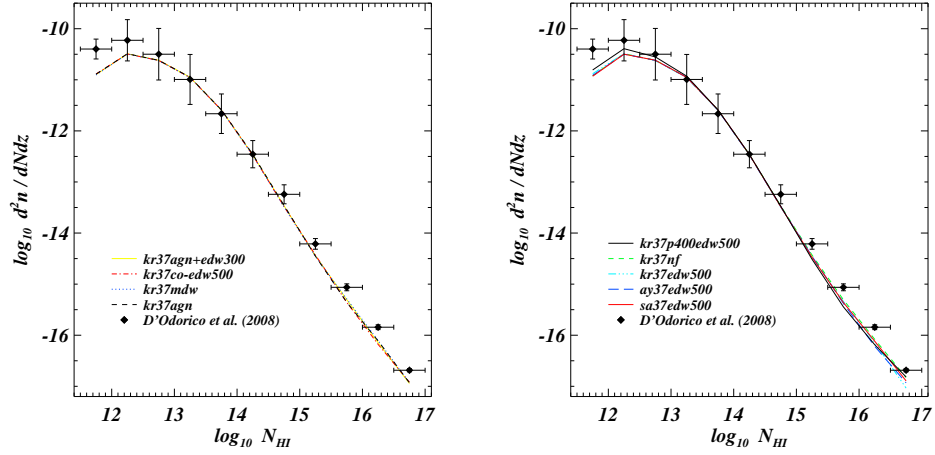 -10
-12
-14
-16
log₁₀ d²n / dNdz
kr37agn+edw300
kr37co-edw500
kr37mdw
kr37agn
D'Odorico et al. (2008)
12 13 14 15 16 17
log₁₀ N_HI
-10
-12
-14
-16
log₁₀ d²n / dNdz
kr37p400edw500
kr37nf
kr37edw500
ay37edw500
sa37edw500
D'Odorico et al. (2008)
12 13 14 15 16 17
log₁₀ N_HI